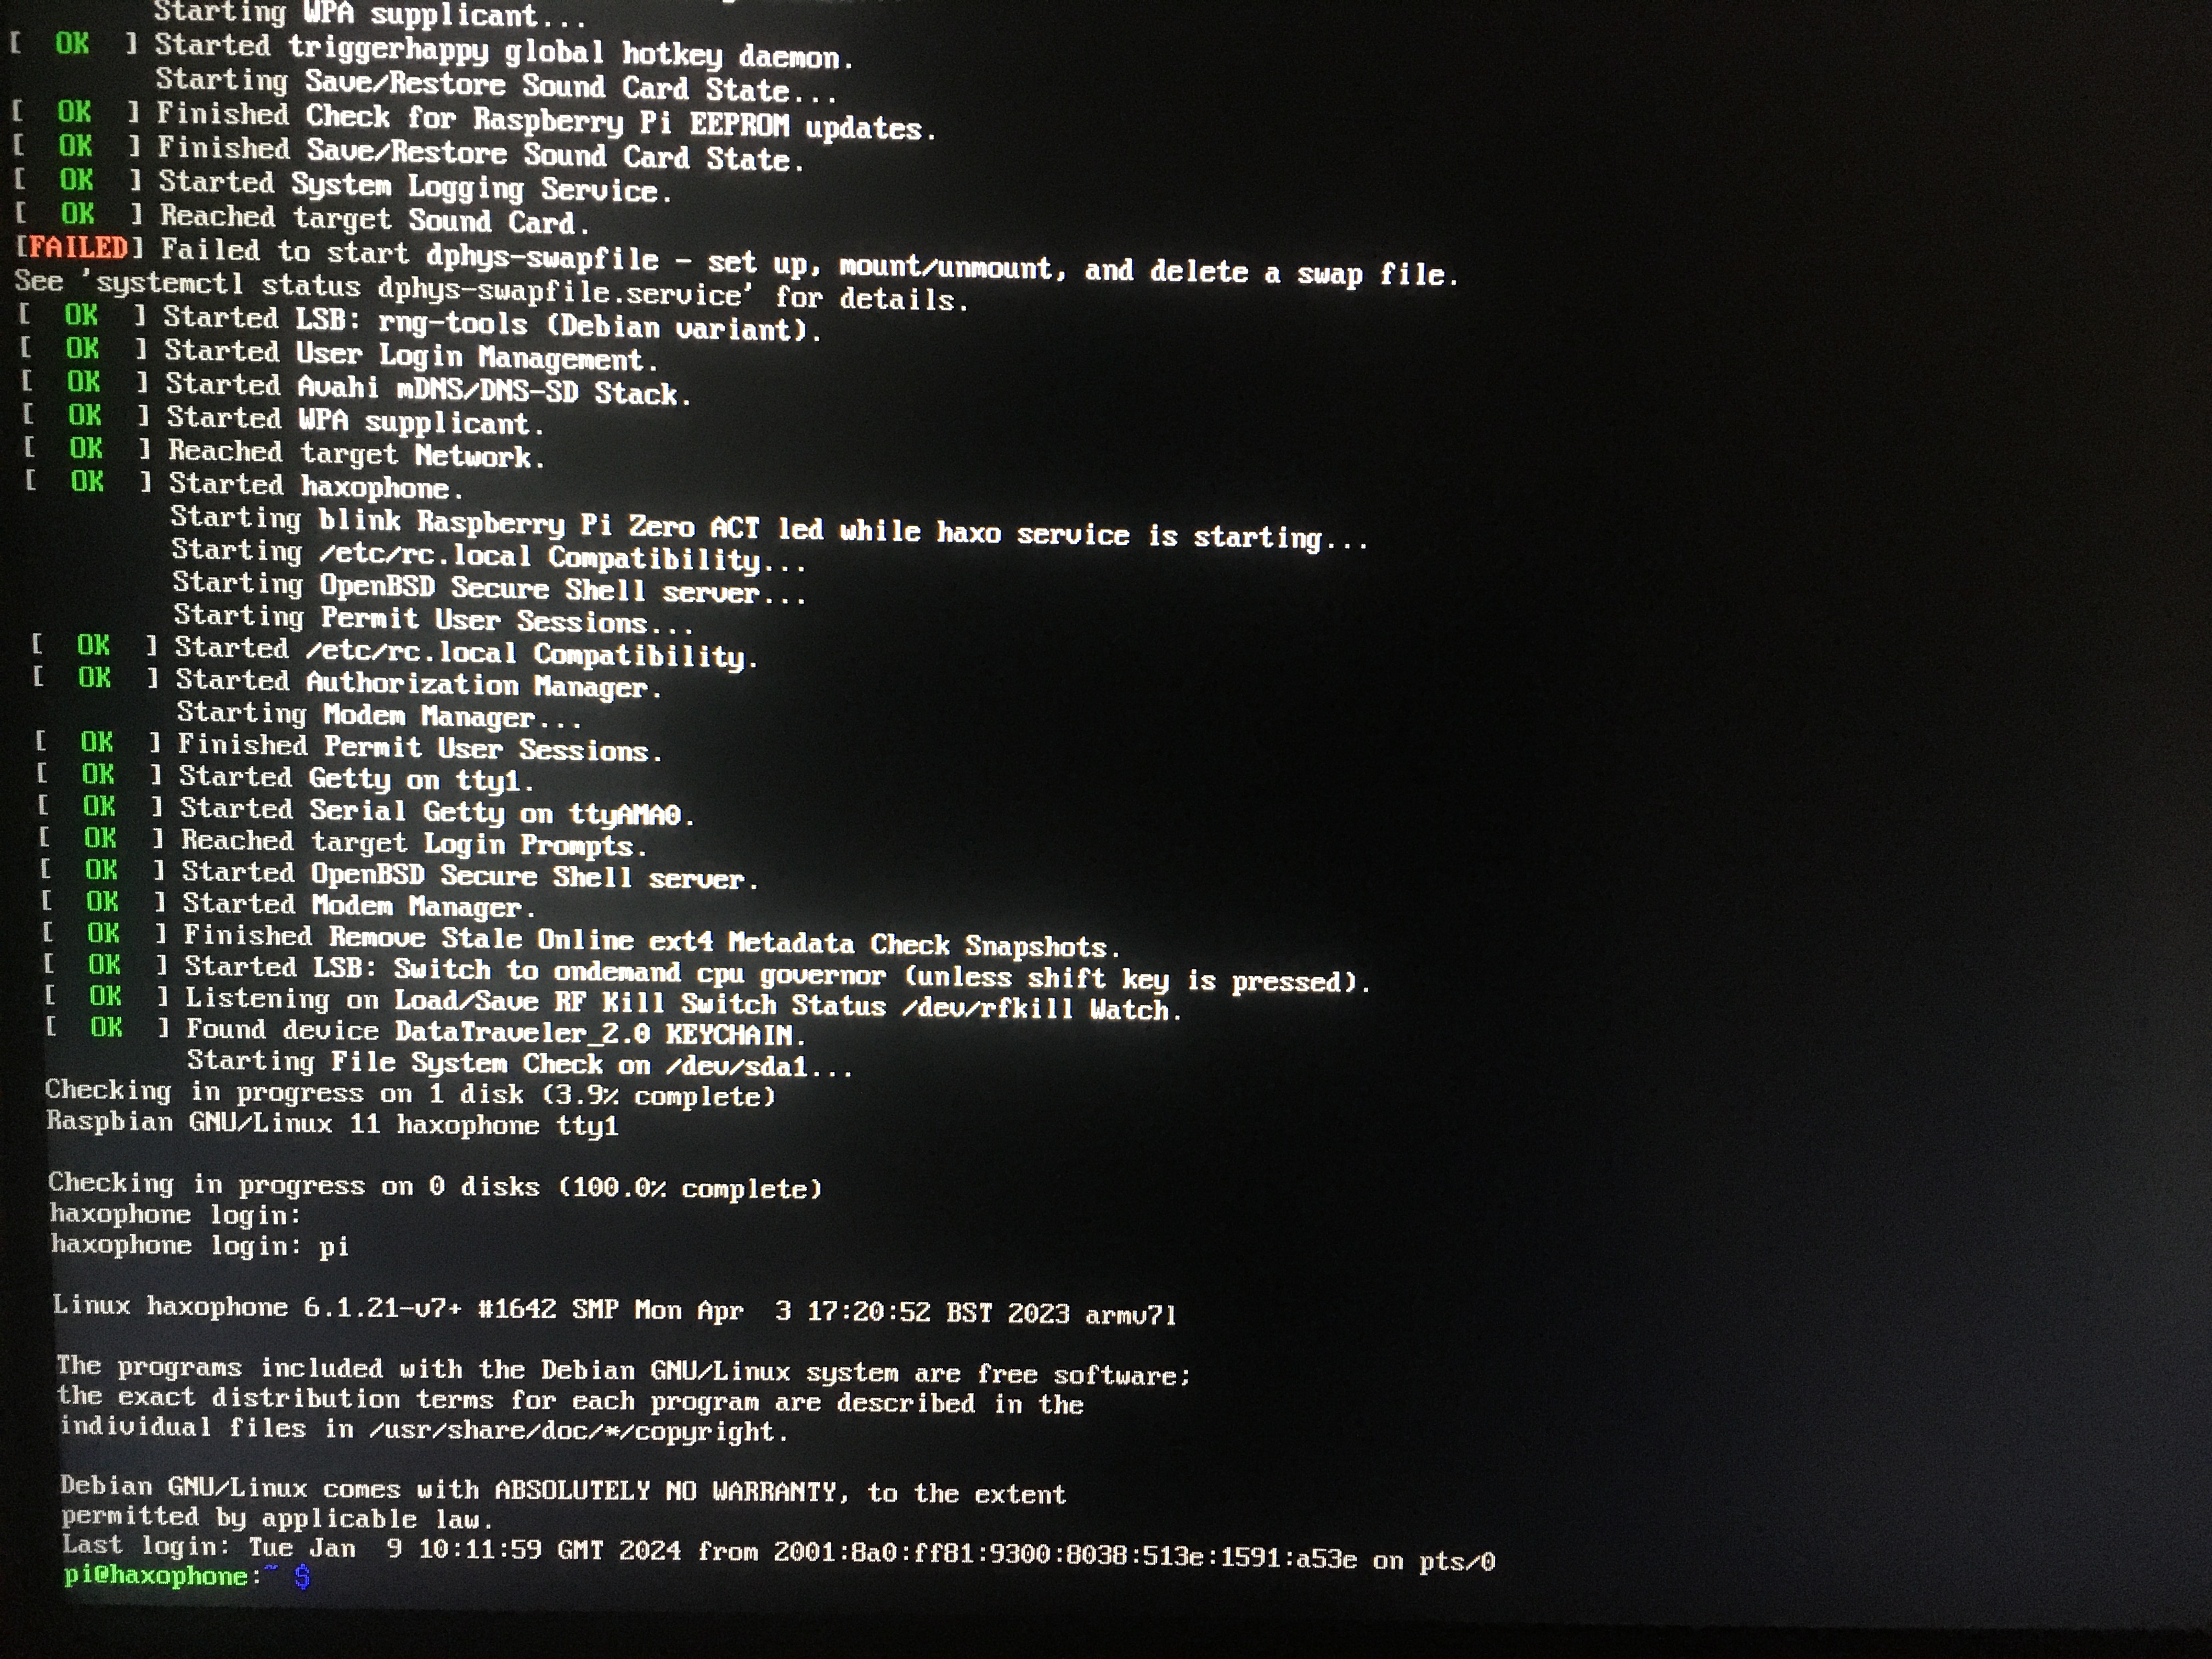 Starting WPA supplicant...
[  OK  ] Started triggerhappy global hotkey daemon.
Starting Save/Restore Sound Card State...
[  OK  ] Finished Check for Raspberry Pi EEPROM updates.
[  OK  ] Finished Save/Restore Sound Card State.
[  OK  ] Started System Logging Service.
[  OK  ] Reached target Sound Card.
[FAILED] Failed to start dphys-swapfile - set up, mount/unmount, and delete a swap file.
See 'systemctl status dphys-swapfile.service' for details.
[  OK  ] Started LSB: rng-tools (Debian variant).
[  OK  ] Started User Login Management.
[  OK  ] Started Avahi mDNS/DNS-SD Stack.
[  OK  ] Started WPA supplicant.
[  OK  ] Reached target Network.
[  OK  ] Started haxophone.
Starting blink Raspberry Pi Zero ACT led while haxo service is starting...
Starting /etc/rc.local Compatibility...
Starting OpenBSD Secure Shell server...
Starting Permit User Sessions...
[  OK  ] Started /etc/rc.local Compatibility.
[  OK  ] Started Authorization Manager.
Starting Modem Manager...
[  OK  ] Finished Permit User Sessions.
[  OK  ] Started Getty on tty1.
[  OK  ] Started Serial Getty on ttyAMA0.
[  OK  ] Reached target Login Prompts.
[  OK  ] Started OpenBSD Secure Shell server.
[  OK  ] Started Modem Manager.
[  OK  ] Finished Remove Stale Online ext4 Metadata Check Snapshots.
[  OK  ] Started LSB: Switch to ondemand cpu governor (unless shift key is pressed).
[  OK  ] Listening on Load/Save RF Kill Switch Status /dev/rfkill Watch.
[  OK  ] Found device DataTraveler_2.0 KEYCHAIN.
Starting File System Check on /dev/sda1...
Checking in progress on 1 disk (3.9% complete)
Raspbian GNU/Linux 11 haxophone tty1
Checking in progress on 0 disks (100.0% complete)
haxophone login:
haxophone login: pi
Linux haxophone 6.1.21-v7+ #1642 SMP Mon Apr  3 17:20:52 BST 2023 armv7l
The programs included with the Debian GNU/Linux system are free software;
the exact distribution terms for each program are described in the
individual files in /usr/share/doc/*/copyright.
Debian GNU/Linux comes with ABSOLUTELY NO WARRANTY, to the extent
permitted by applicable law.
Last login: Tue Jan  9 10:11:59 GMT 2024 from 2001:8a0:ff81:9300:8038:513e:1591:a53e on pts/0
pi@haxophone:~ $